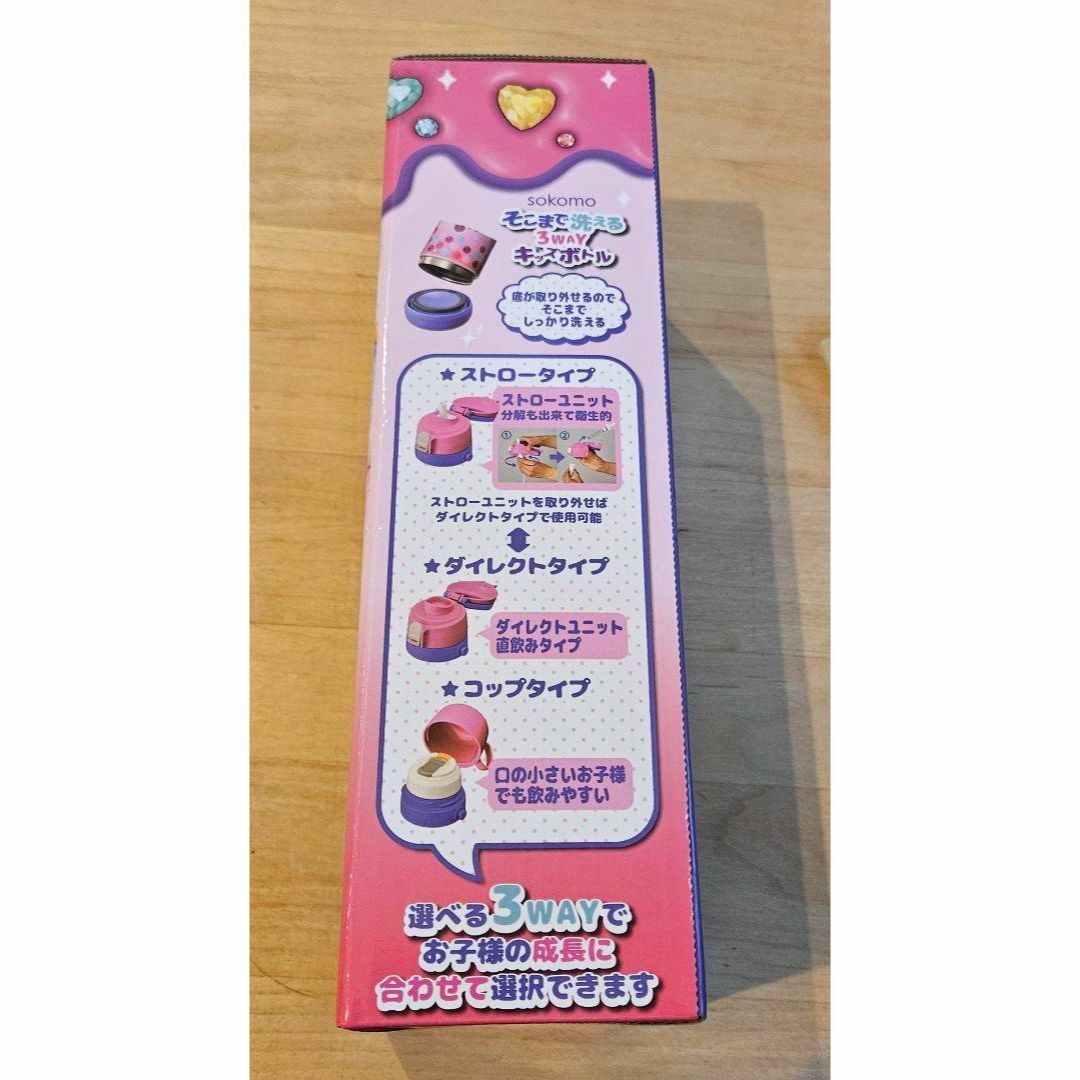 sokomo
そこまで洗える
3WAY
キッズボトル
底が取り外せるので
そこまで
しっかり洗える
★ストロータイプ
ストローユニット
分解も出来て衛生的
① ②
ストローユニットを取り外せば
ダイレクトタイプで使用可能
★ダイレクトタイプ
ダイレクトユニット
直飲みタイプ
★コップタイプ
口の小さいお子様
でも飲みやすい
選べる3WAYで
お子様の成長に
合わせて選択できます